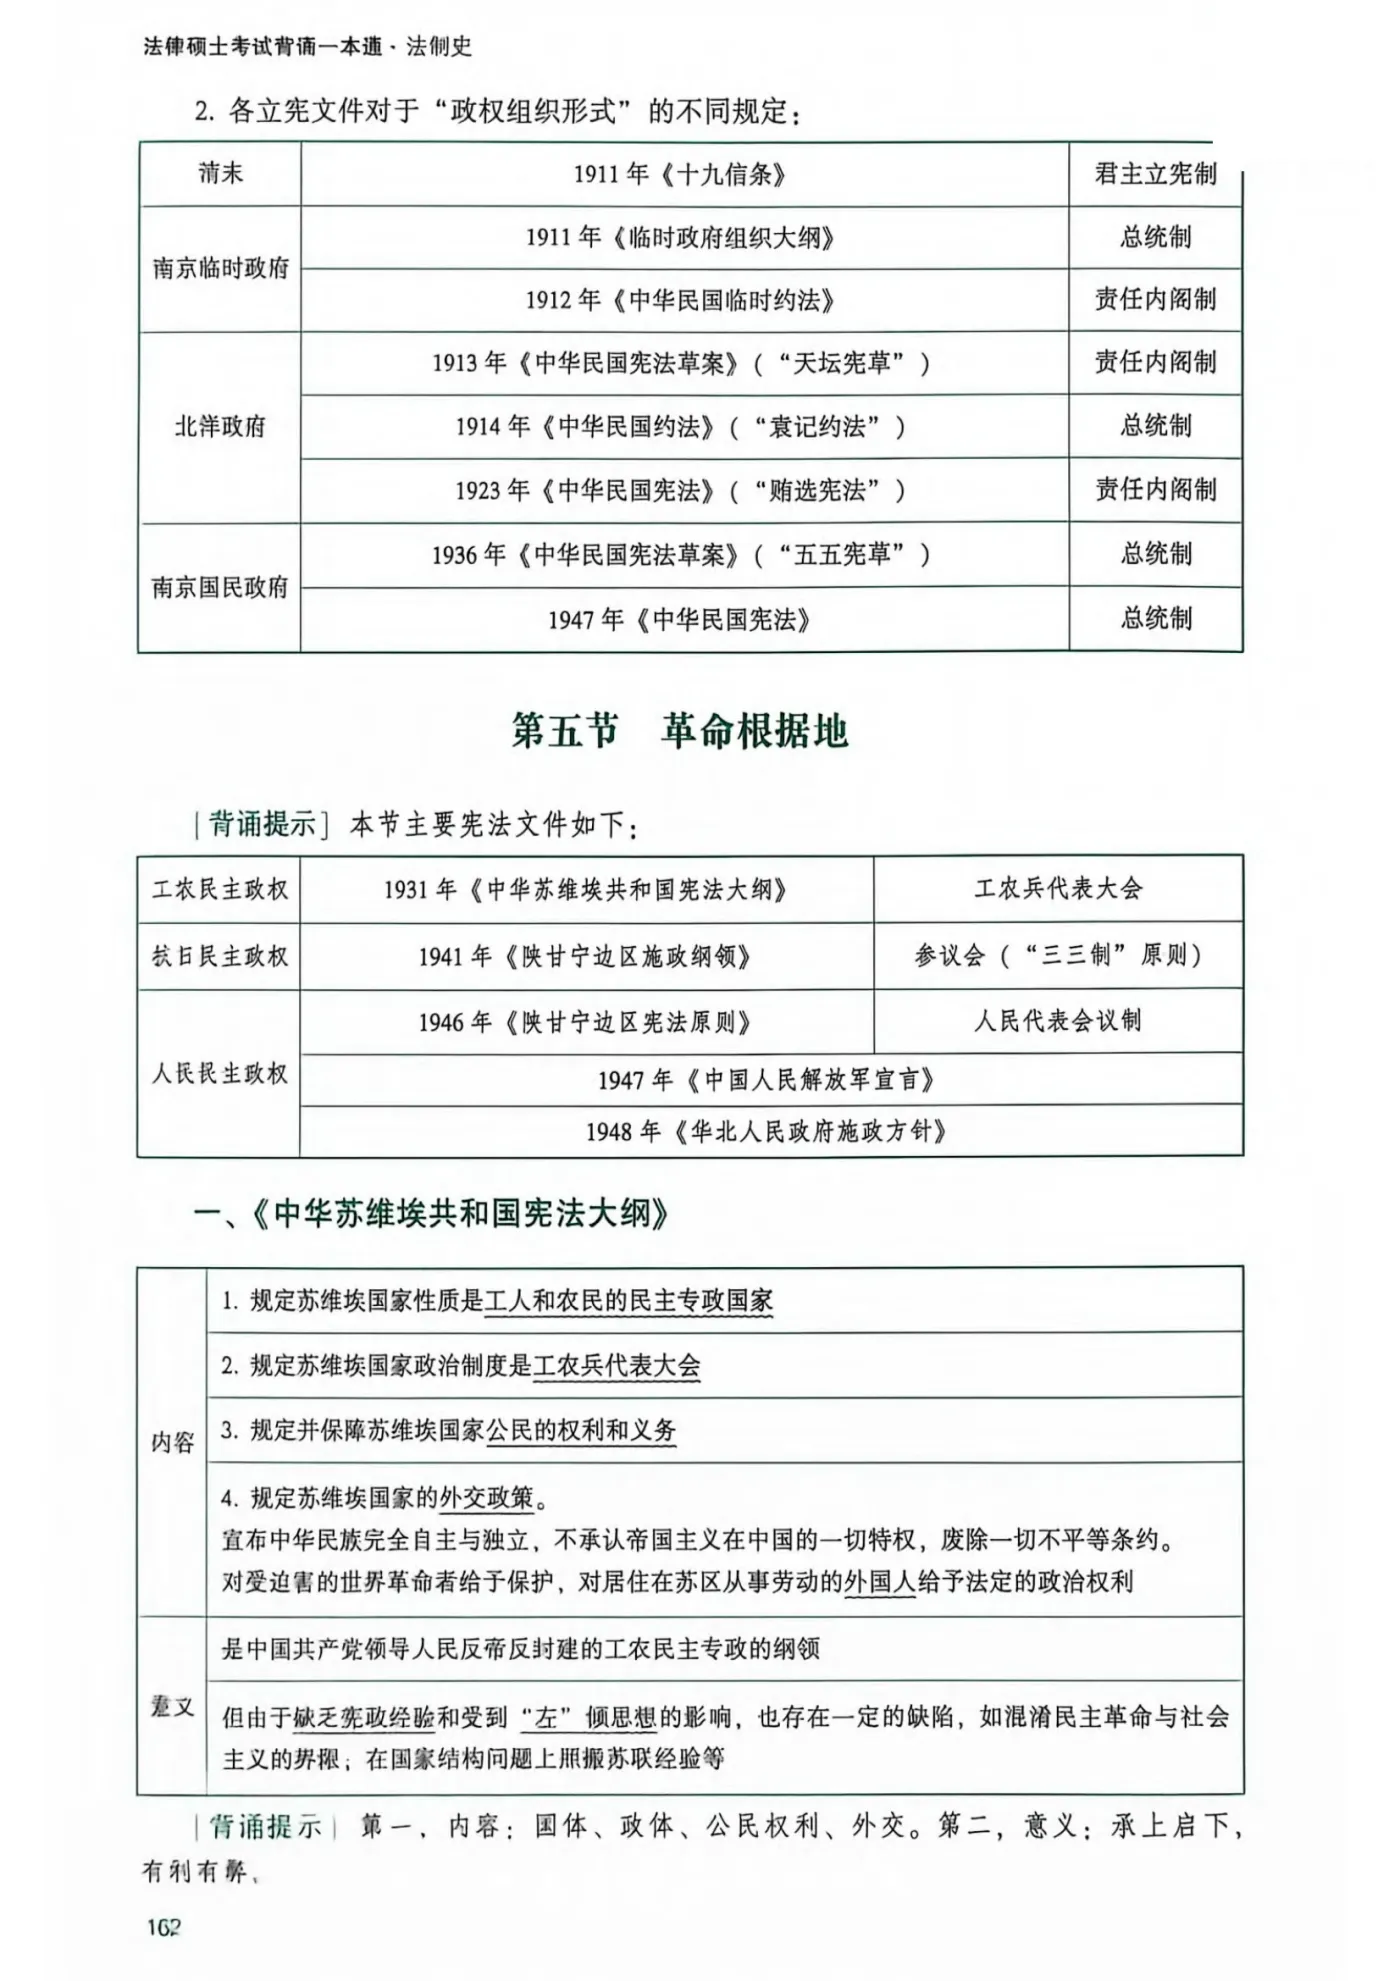 法律硕士考试背诵一本通·法制史
2. 各立宪文件对于“政权组织形式”的不同规定：
清末 1911 年《十九信条》 君主立宪制
南京临时政府 1911 年《临时政府组织大纲》 总统制
1912 年《中华民国临时约法》 责任内阁制
北洋政府 1913 年《中华民国宪法草案》（“天坛宪草”） 责任内阁制
1914 年《中华民国约法》（“袁记约法”） 总统制
1923 年《中华民国宪法》（“贿选宪法”） 责任内阁制
南京国民政府 1936 年《中华民国宪法草案》（“五五宪草”） 总统制
1947 年《中华民国宪法》 总统制
第五节 革命根据地
［背诵提示］本节主要宪法文件如下：
工农民主政权 1931 年《中华苏维埃共和国宪法大纲》 工农兵代表大会
抗日民主政权 1941 年《陕甘宁边区施政纲领》 参议会（“三三制”原则）
人民民主政权 1946 年《陕甘宁边区宪法原则》 人民代表会议制
1947 年《中国人民解放军宣言》
1948 年《华北人民政府施政方针》
一、《中华苏维埃共和国宪法大纲》
内容 1. 规定苏维埃国家性质是工人和农民的民主专政国家
2. 规定苏维埃国家政治制度是工农兵代表大会
3. 规定并保障苏维埃国家公民的权利和义务
4. 规定苏维埃国家的外交政策。
宣布中华民族完全自主与独立，不承认帝国主义在中国的一切特权，废除一切不平等条约。
对受迫害的世界革命者给于保护，对居住在苏区从事劳动的外国人给予法定的政治权利
意义 是中国共产党领导人民反帝反封建的工农民主专政的纲领
但由于缺乏宪政经验和受到“左”倾思想的影响，也存在一定的缺陷，如混淆民主革命与社会
主义的界限；在国家结构问题上照搬苏联经验等
［背诵提示］第一，内容：国体、政体、公民权利、外交。第二，意义：承上启下，
有利有弊。
162